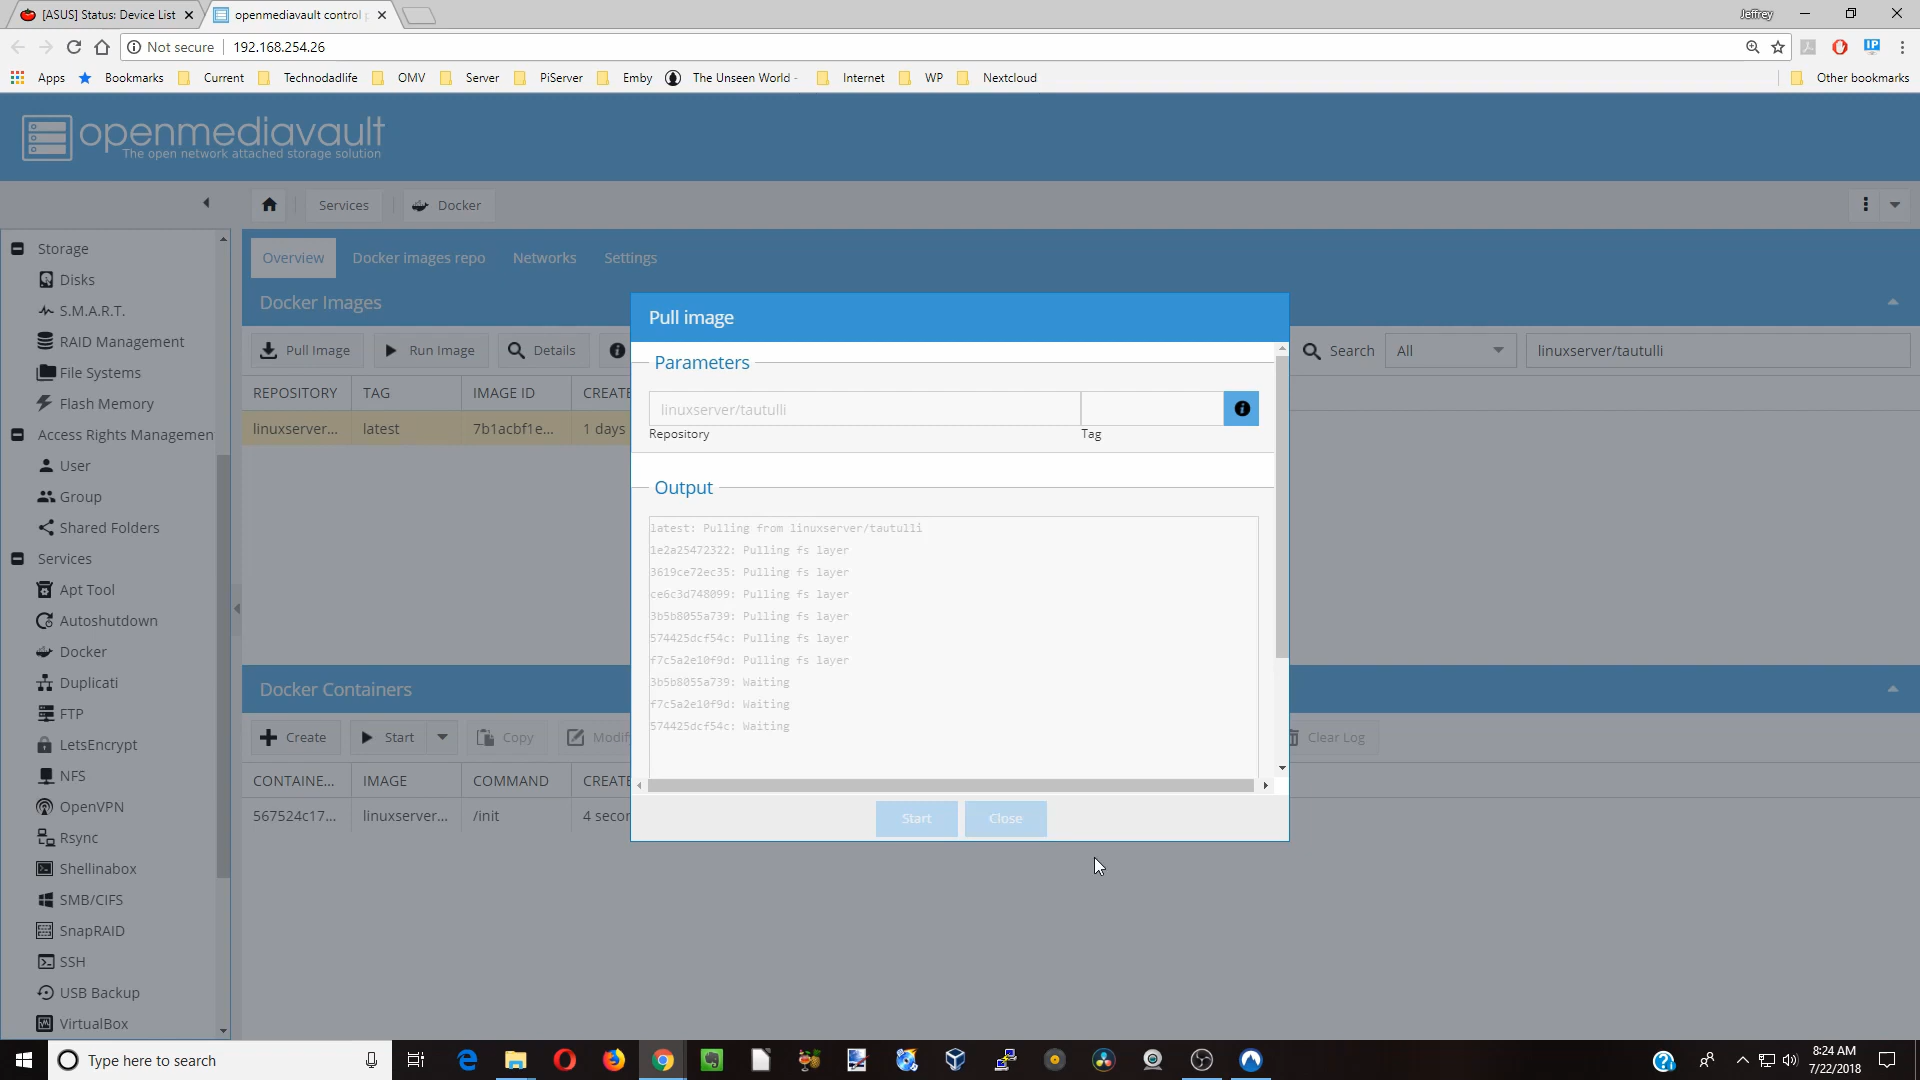 [ASUS] Status: Device List
openmediavault control p
Jeffrey
Not secure
192.168.254.26
IP
Apps
Bookmarks
Current
Technodadlife
OMV
Server
PiServer
Emby
The Unseen World -
Internet
WP
Nextcloud
Other bookmarks
openmediavault
The open network attached storage solution
Services
Docker
Storage
Disks
S.M.A.R.T.
RAID Management
File Systems
Flash Memory
Access Rights Managemen
User
Group
Shared Folders
Services
Apt Tool
Autoshutdown
Docker
Duplicati
FTP
LetsEncrypt
NFS
OpenVPN
Rsync
Shellinabox
SMB/CIFS
SnapRAID
SSH
USB Backup
VirtualBox
Overview
Docker images repo
Networks
Settings
Docker Images
Pull Image
Run Image
Details
Search
All
linuxserver/tautulli
REPOSITORY
TAG
IMAGE ID
CREATE
linuxserver...
latest
7b1acbf1e...
1 days
Pull image
Parameters
linuxserver/tautulli
Repository
Tag
Output
latest: Pulling from linuxserver/tautulli
1e2a25472322: Pulling fs layer
3619ce72ec35: Pulling fs layer
ce6c3d748099: Pulling fs layer
3b5b8055a739: Pulling fs layer
574425dcf54c: Pulling fs layer
f7c5a2e10f9d: Pulling fs layer
3b5b8055a739: Waiting
f7c5a2e10f9d: Waiting
574425dcf54c: Waiting
Start
Close
Docker Containers
Create
Start
Copy
Modif
Clear Log
CONTAINE...
IMAGE
COMMAND
CREATE
567524c17...
linuxserver...
/init
4 secon
Type here to search
8:24 AM
7/22/2018